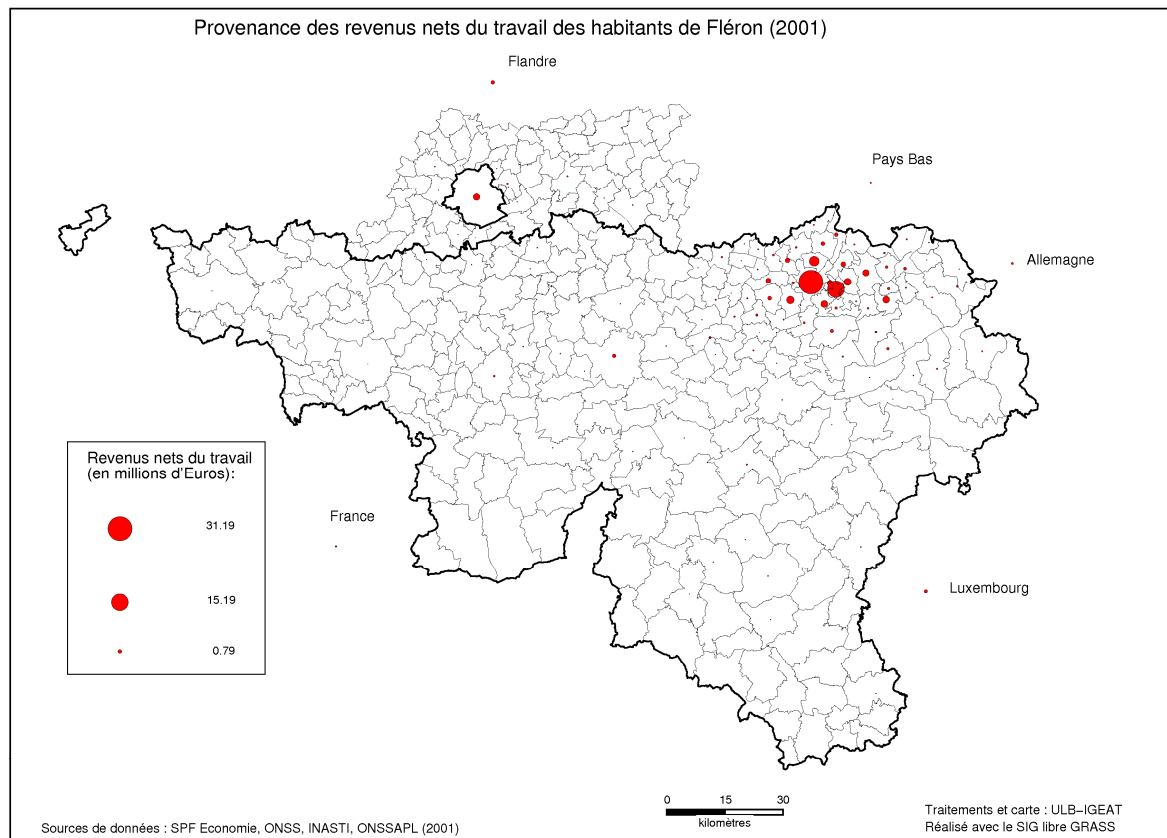 Provenance des revenus nets du travail des habitants de Fléron (2001)
Flandre
Pays Bas
Allemagne
Revenus nets du travail
(en millions d'Euros):
31.19
15.19
0.79
France
Luxembourg
0 15 30
kilomètres
Sources de données : SPF Economie, ONSS, INASTI, ONSSAPL (2001)
Traitements et carte : ULB-IGEAT
Réalisé avec le SIG libre GRASS